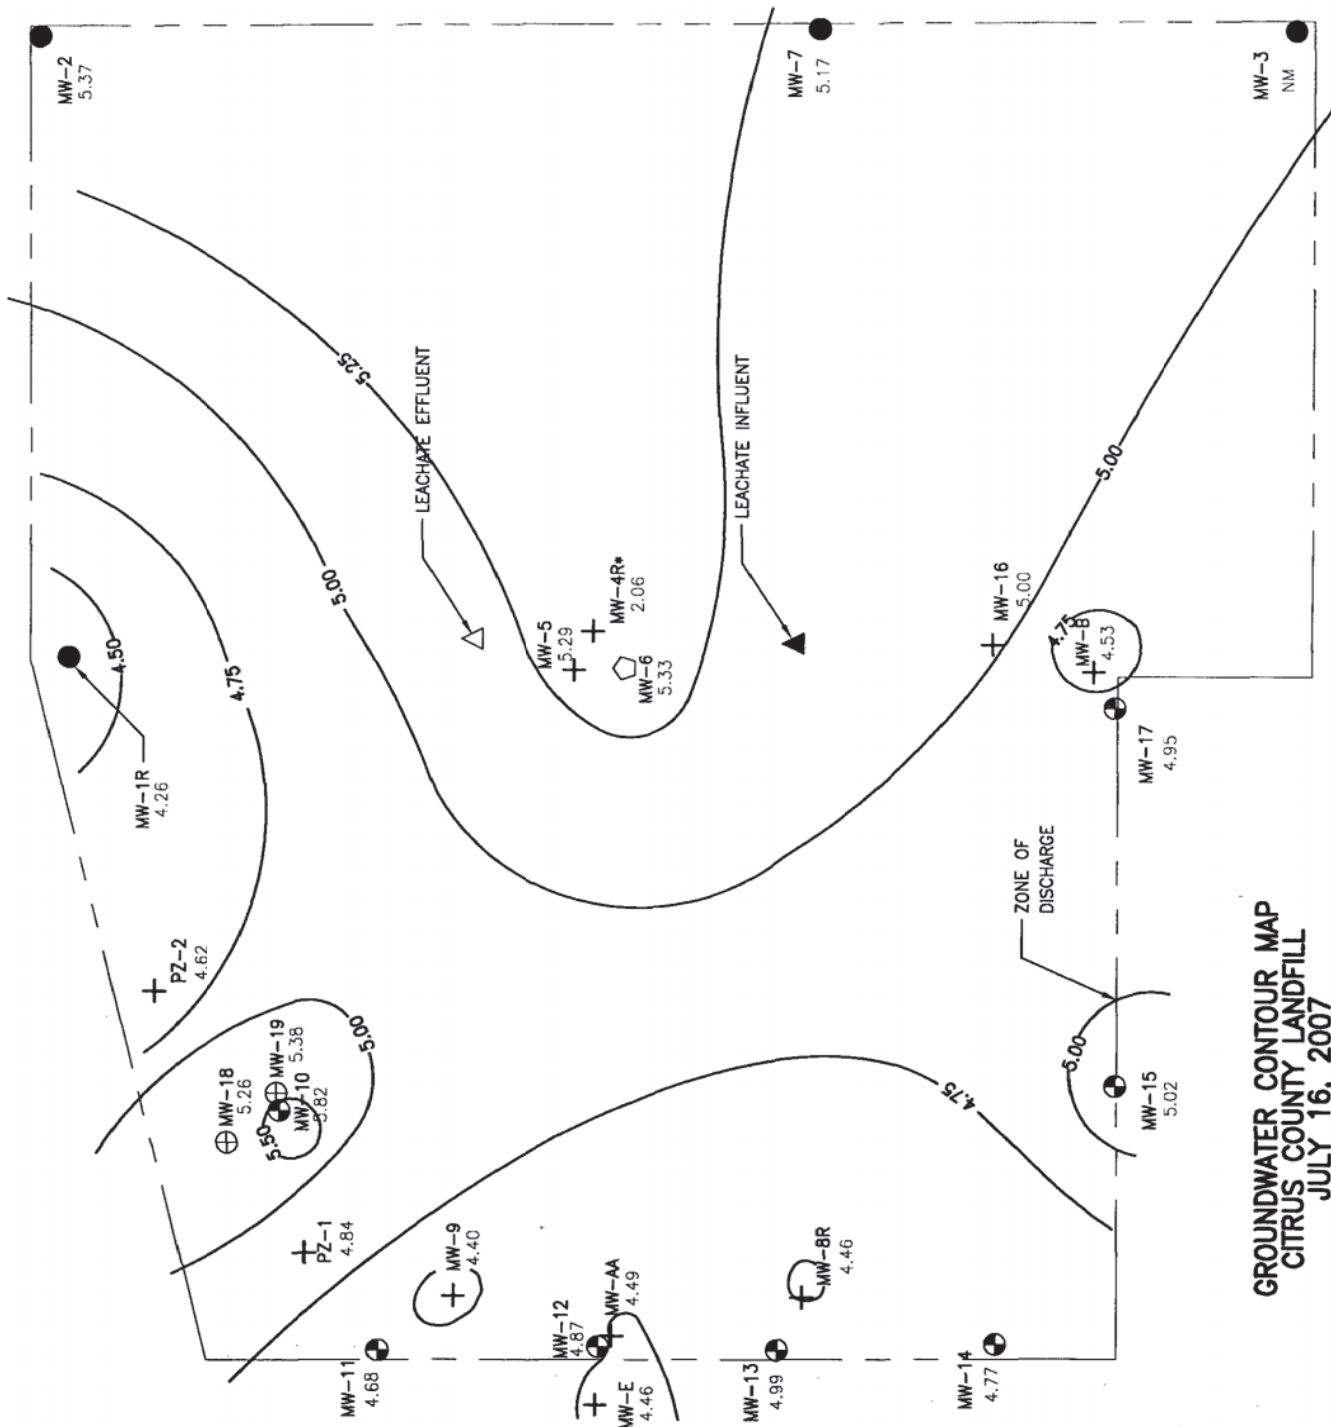 MW-2
5.37
MW-7
5.17
MW-3
NM
5.25
LEACHATE EFFLUENT
LEACHATE INFLUENT
5.00
5.00
MW-1R
4.26
4.50
4.75
MW-5
5.29
MW-4R*
2.06
MW-6
5.33
MW-16
5.00
4.75
MW-B
4.53
MW-17
4.95
PZ-2
4.62
ZONE OF
DISCHARGE
MW-18
5.26
MW-19
5.38
MW-10
5.82
5.50
5.00
4.75
5.00
MW-15
5.02
PZ-1
4.84
MW-9
4.40
MW-8R
4.46
MW-11
4.68
MW-12
4.87
MW-AA
4.49
MW-E
4.46
MW-13
4.99
MW-14
4.77
GROUNDWATER CONTOUR MAP
CITRUS COUNTY LANDFILL
JULY 16, 2007